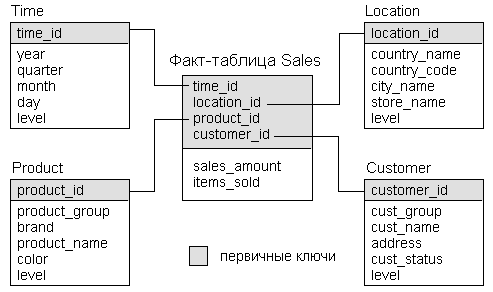 Time
time_id
year
quarter
month
day
level
Location
location_id
country_name
country_code
city_name
store_name
level
Факт-таблица Sales
time_id
location_id
product_id
customer_id
sales_amount
items_sold
Product
product_id
product_group
brand
product_name
color
level
Customer
customer_id
cust_group
cust_name
address
cust_status
level
первичные ключи